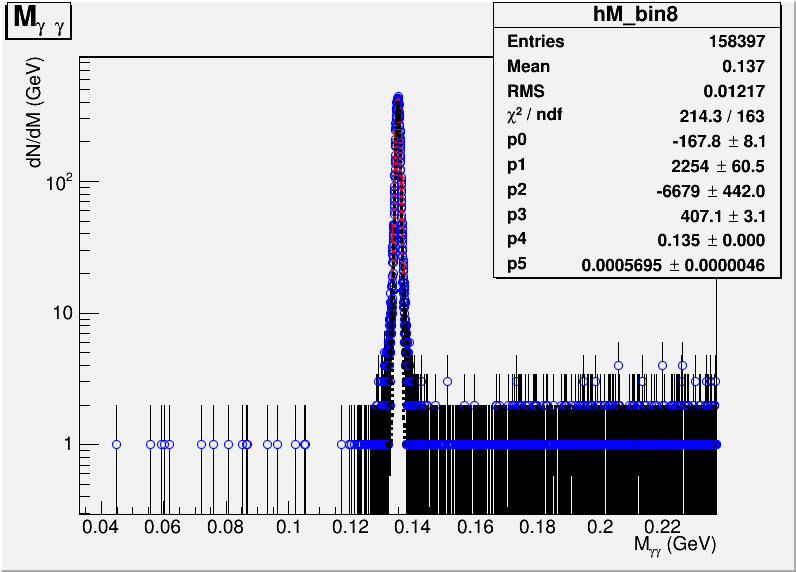 M_γ γ
hM_bin8
Entries 158397
Mean 0.137
RMS 0.01217
χ² / ndf 214.3 / 163
p0 -167.8 ± 8.1
p1 2254 ± 60.5
p2 -6679 ± 442.0
p3 407.1 ± 3.1
p4 0.135 ± 0.000
p5 0.0005695 ± 0.0000046
dN/dM (GeV)
10²
10
1
0.04 0.06 0.08 0.1 0.12 0.14 0.16 0.18 0.2 0.22
M_γγ (GeV)